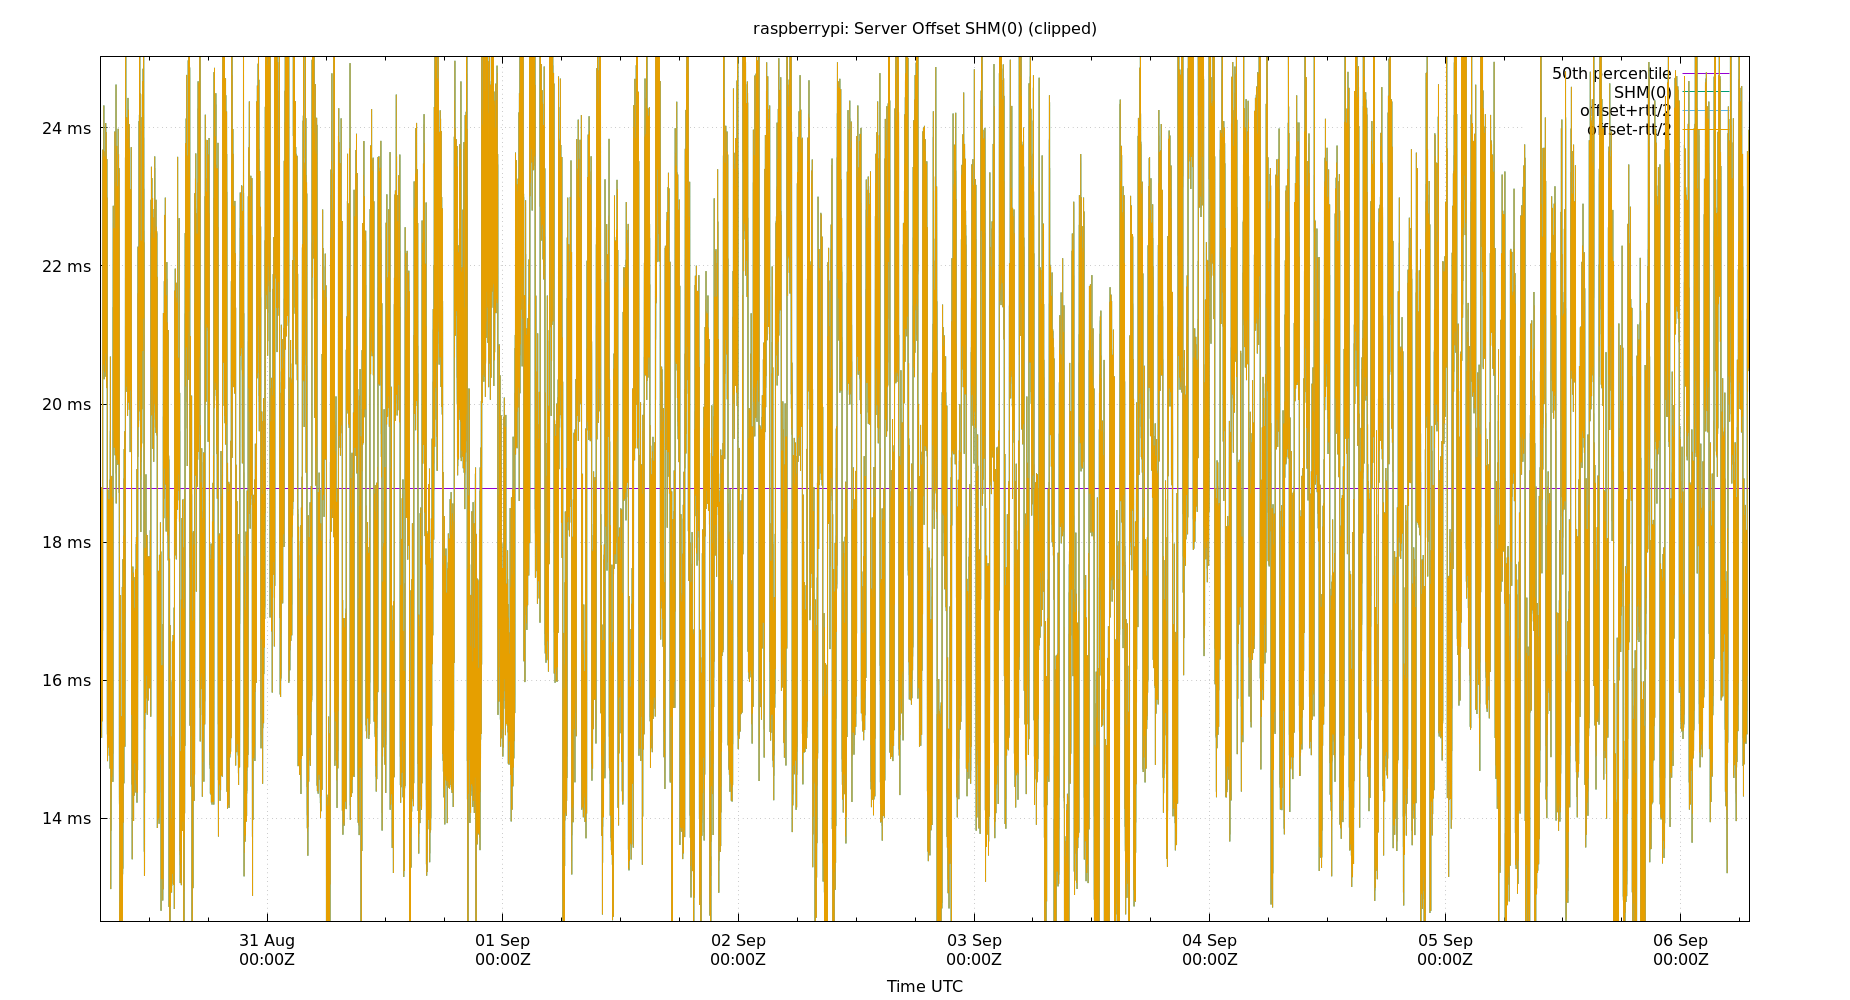 raspberrypi: Server Offset SHM(0) (clipped)
50th percentile
SHM(0)
offset+rtt/2
offset-rtt/2
24 ms
22 ms
20 ms
18 ms
16 ms
14 ms
31 Aug 01 Sep 02 Sep 03 Sep 04 Sep 05 Sep 06 Sep
00:00Z 00:00Z 00:00Z 00:00Z 00:00Z 00:00Z 00:00Z
Time UTC